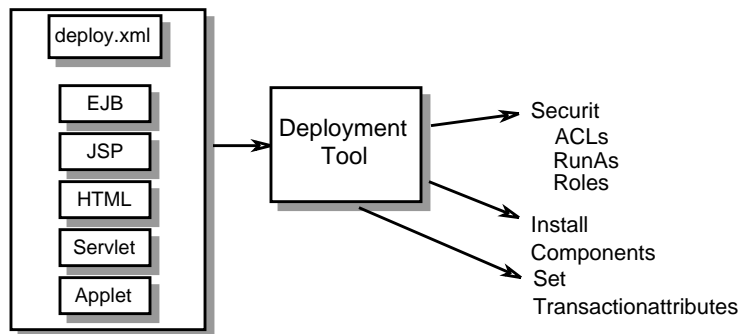 deploy.xml
EJB
JSP
HTML
Servlet
Applet
Deployment
Tool
Securit
ACLs
RunAs
Roles
Install
Components
Set
Transactionattributes